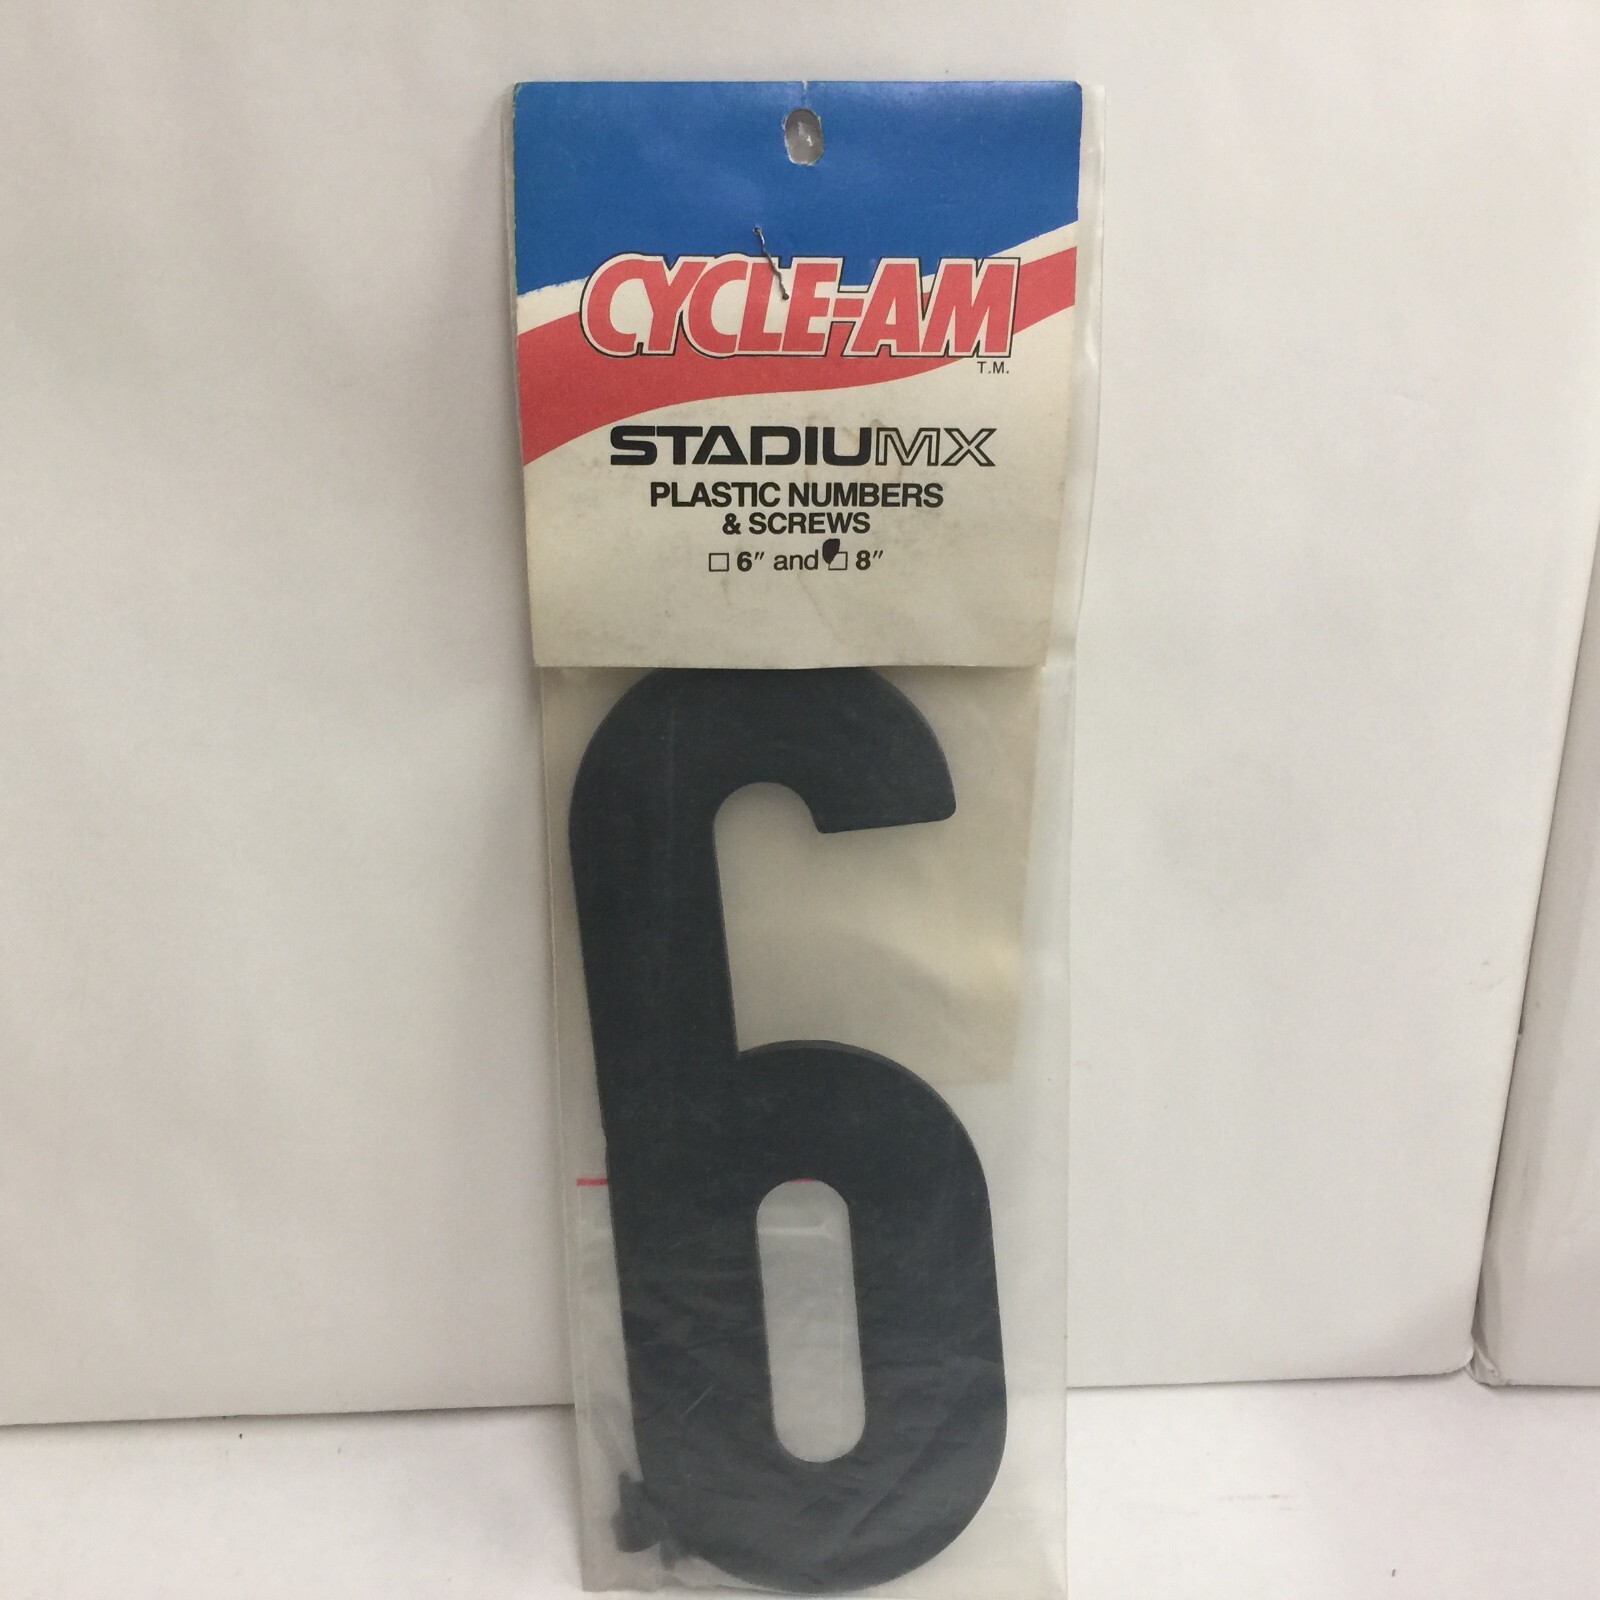 CYCLE-AM
T.M.
STADIUMX
PLASTIC NUMBERS
& SCREWS
☐ 6″ and ☐ 8″
6